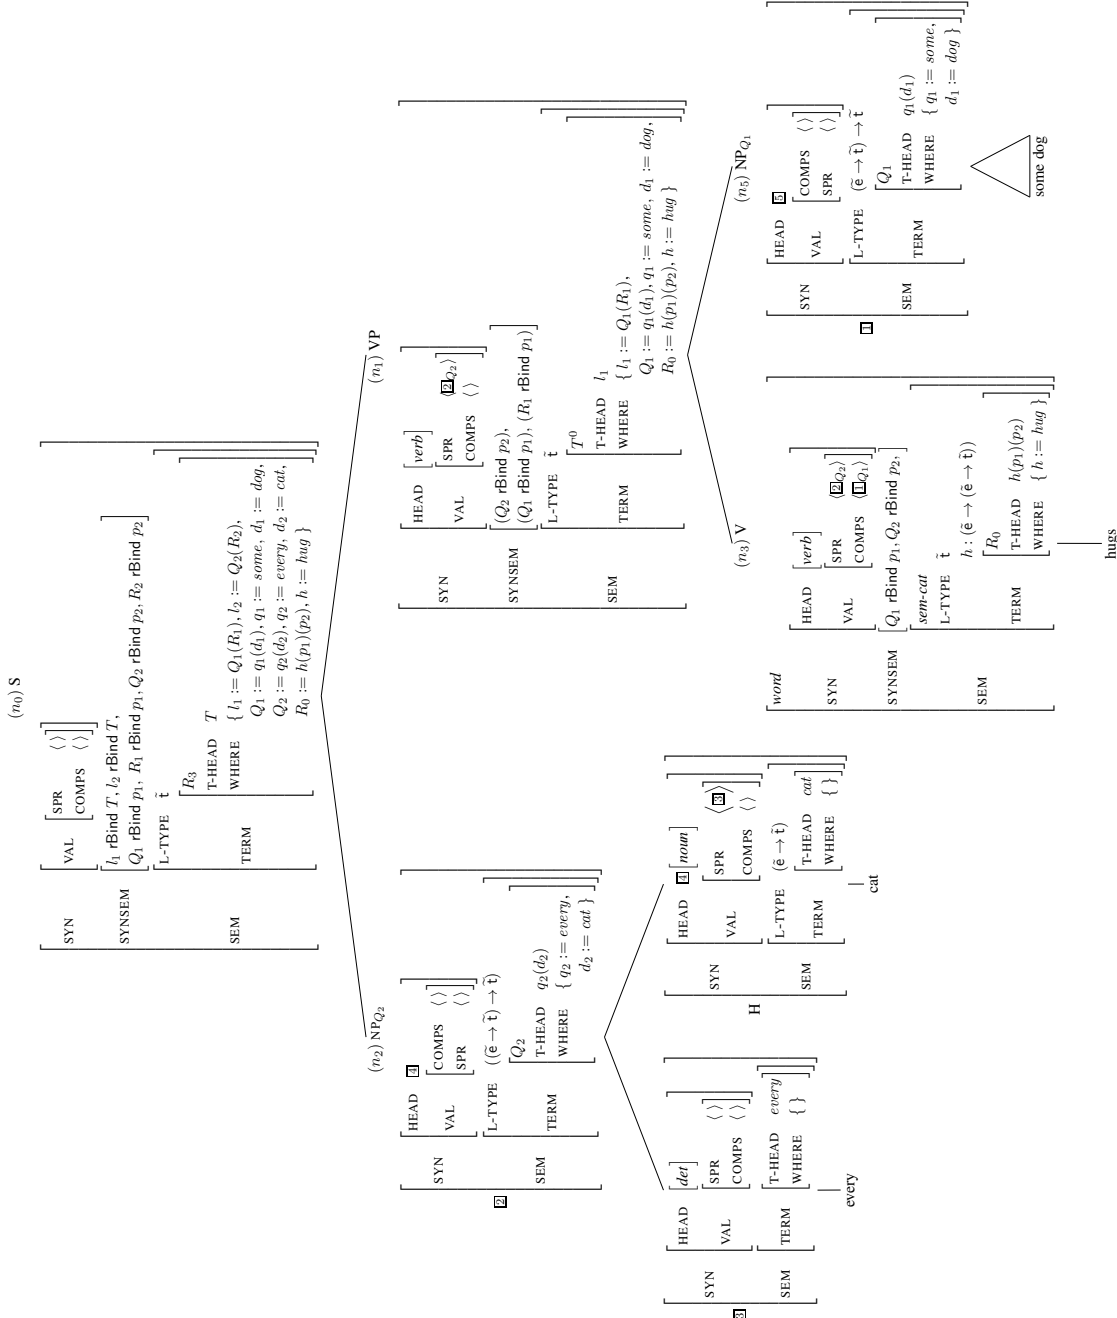 (n₀) S
SYN
VAL
SPR ⟨ ⟩
COMPS ⟨ ⟩
SYNSEM
l₁ rBind T, l₂ rBind T,
Q₁ rBind p₁, R₁ rBind p₁, Q₂ rBind p₂, R₂ rBind p₂
SEM
L-TYPE t̃
TERM
R₃
T-HEAD T
WHERE { l₁ := Q₁(R₁), l₂ := Q₂(R₂),
Q₁ := q₁(d₁), q₁ := some, d₁ := dog,
Q₂ := q₂(d₂), q₂ := every, d₂ := cat,
R₀ := h(p₁)(p₂), h := hug }
(n₂) NP_Q₂
2
SYN
HEAD 4
VAL
COMPS ⟨ ⟩
SPR ⟨ ⟩
SEM
L-TYPE ((ẽ → t̃) → t̃)
TERM
Q₂
T-HEAD q₂(d₂)
WHERE { q₂ := every,
d₂ := cat }
(n₁) VP
SYN
HEAD [verb]
VAL
SPR ⟨2_Q₂⟩
COMPS ⟨ ⟩
SYNSEM
(Q₂ rBind p₂),
(Q₁ rBind p₁), (R₁ rBind p₁)
SEM
L-TYPE t̃
TERM
T⁰
T-HEAD l₁
WHERE { l₁ := Q₁(R₁),
Q₁ := q₁(d₁), q₁ := some, d₁ := dog,
R₀ := h(p₁)(p₂), h := hug }
3
SYN
HEAD [det]
VAL
SPR ⟨ ⟩
COMPS ⟨ ⟩
SEM
TERM
T-HEAD every
WHERE { }
every
H
SYN
HEAD 4 [noun]
VAL
SPR ⟨3⟩
COMPS ⟨ ⟩
SEM
L-TYPE (ẽ → t̃)
TERM
T-HEAD cat
WHERE { }
cat
(n₃) V
word
SYN
HEAD [verb]
VAL
SPR ⟨2_Q₂⟩
COMPS ⟨1_Q₁⟩
SYNSEM
[Q₁ rBind p₁, Q₂ rBind p₂,]
SEM
sem-cat
L-TYPE t̃
h : (ẽ → (ẽ → t̃))
TERM
R₀
T-HEAD h(p₁)(p₂)
WHERE { h := hug }
hugs
(n₅) NP_Q₁
1
SYN
HEAD 5
VAL
COMPS ⟨ ⟩
SPR ⟨ ⟩
SEM
L-TYPE (ẽ → t̃) → t̃
TERM
Q₁
T-HEAD q₁(d₁)
WHERE { q₁ := some,
d₁ := dog }
some dog